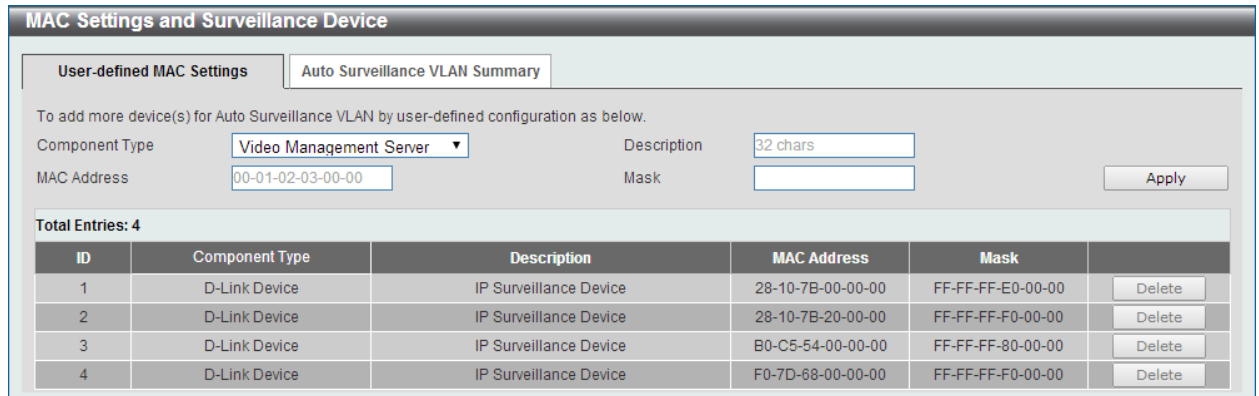 MAC Settings and Surveillance Device
User-defined MAC Settings Auto Surveillance VLAN Summary
To add more device(s) for Auto Surveillance VLAN by user-defined configuration as below.
Component Type Video Management Server Description 32 chars
MAC Address 00-01-02-03-00-00 Mask Apply
Total Entries: 4
ID Component Type Description MAC Address Mask
1 D-Link Device IP Surveillance Device 28-10-7B-00-00-00 FF-FF-FF-E0-00-00 Delete
2 D-Link Device IP Surveillance Device 28-10-7B-20-00-00 FF-FF-FF-F0-00-00 Delete
3 D-Link Device IP Surveillance Device B0-C5-54-00-00-00 FF-FF-FF-80-00-00 Delete
4 D-Link Device IP Surveillance Device F0-7D-68-00-00-00 FF-FF-FF-F0-00-00 Delete